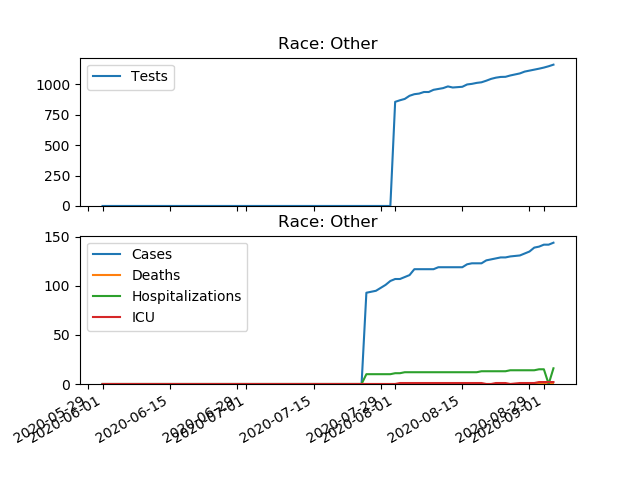 Race: Other
Tests
1000
750
500
250
0
Race: Other
Cases
Deaths
Hospitalizations
ICU
150
100
50
0
2020-05-29
2020-06-01
2020-06-15
2020-06-29
2020-07-01
2020-07-15
2020-07-29
2020-08-01
2020-08-15
2020-08-29
2020-09-01